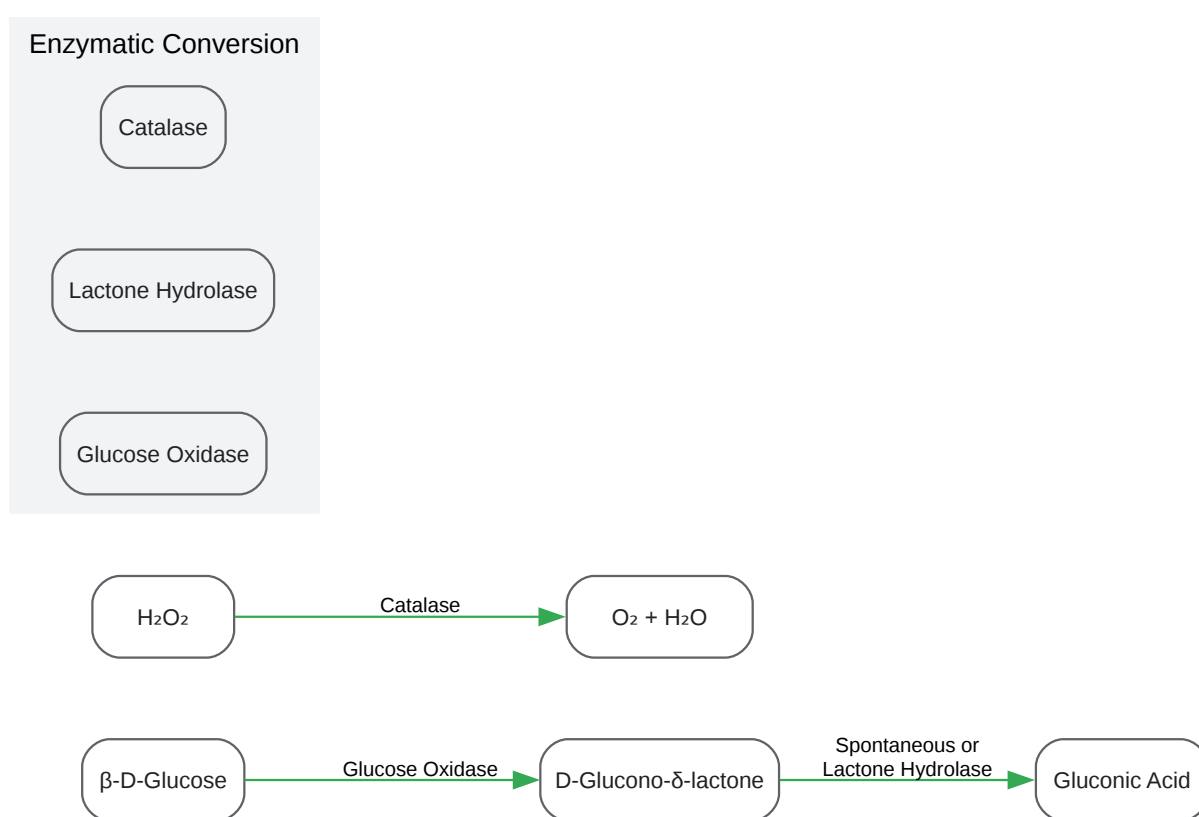 Enzymatic Conversion
Catalase
Lactone Hydrolase
Glucose Oxidase
H₂O₂
Catalase
O₂ + H₂O
β-D-Glucose
Glucose Oxidase
D-Glucono-δ-lactone
Spontaneous or
Lactone Hydrolase
Gluconic Acid